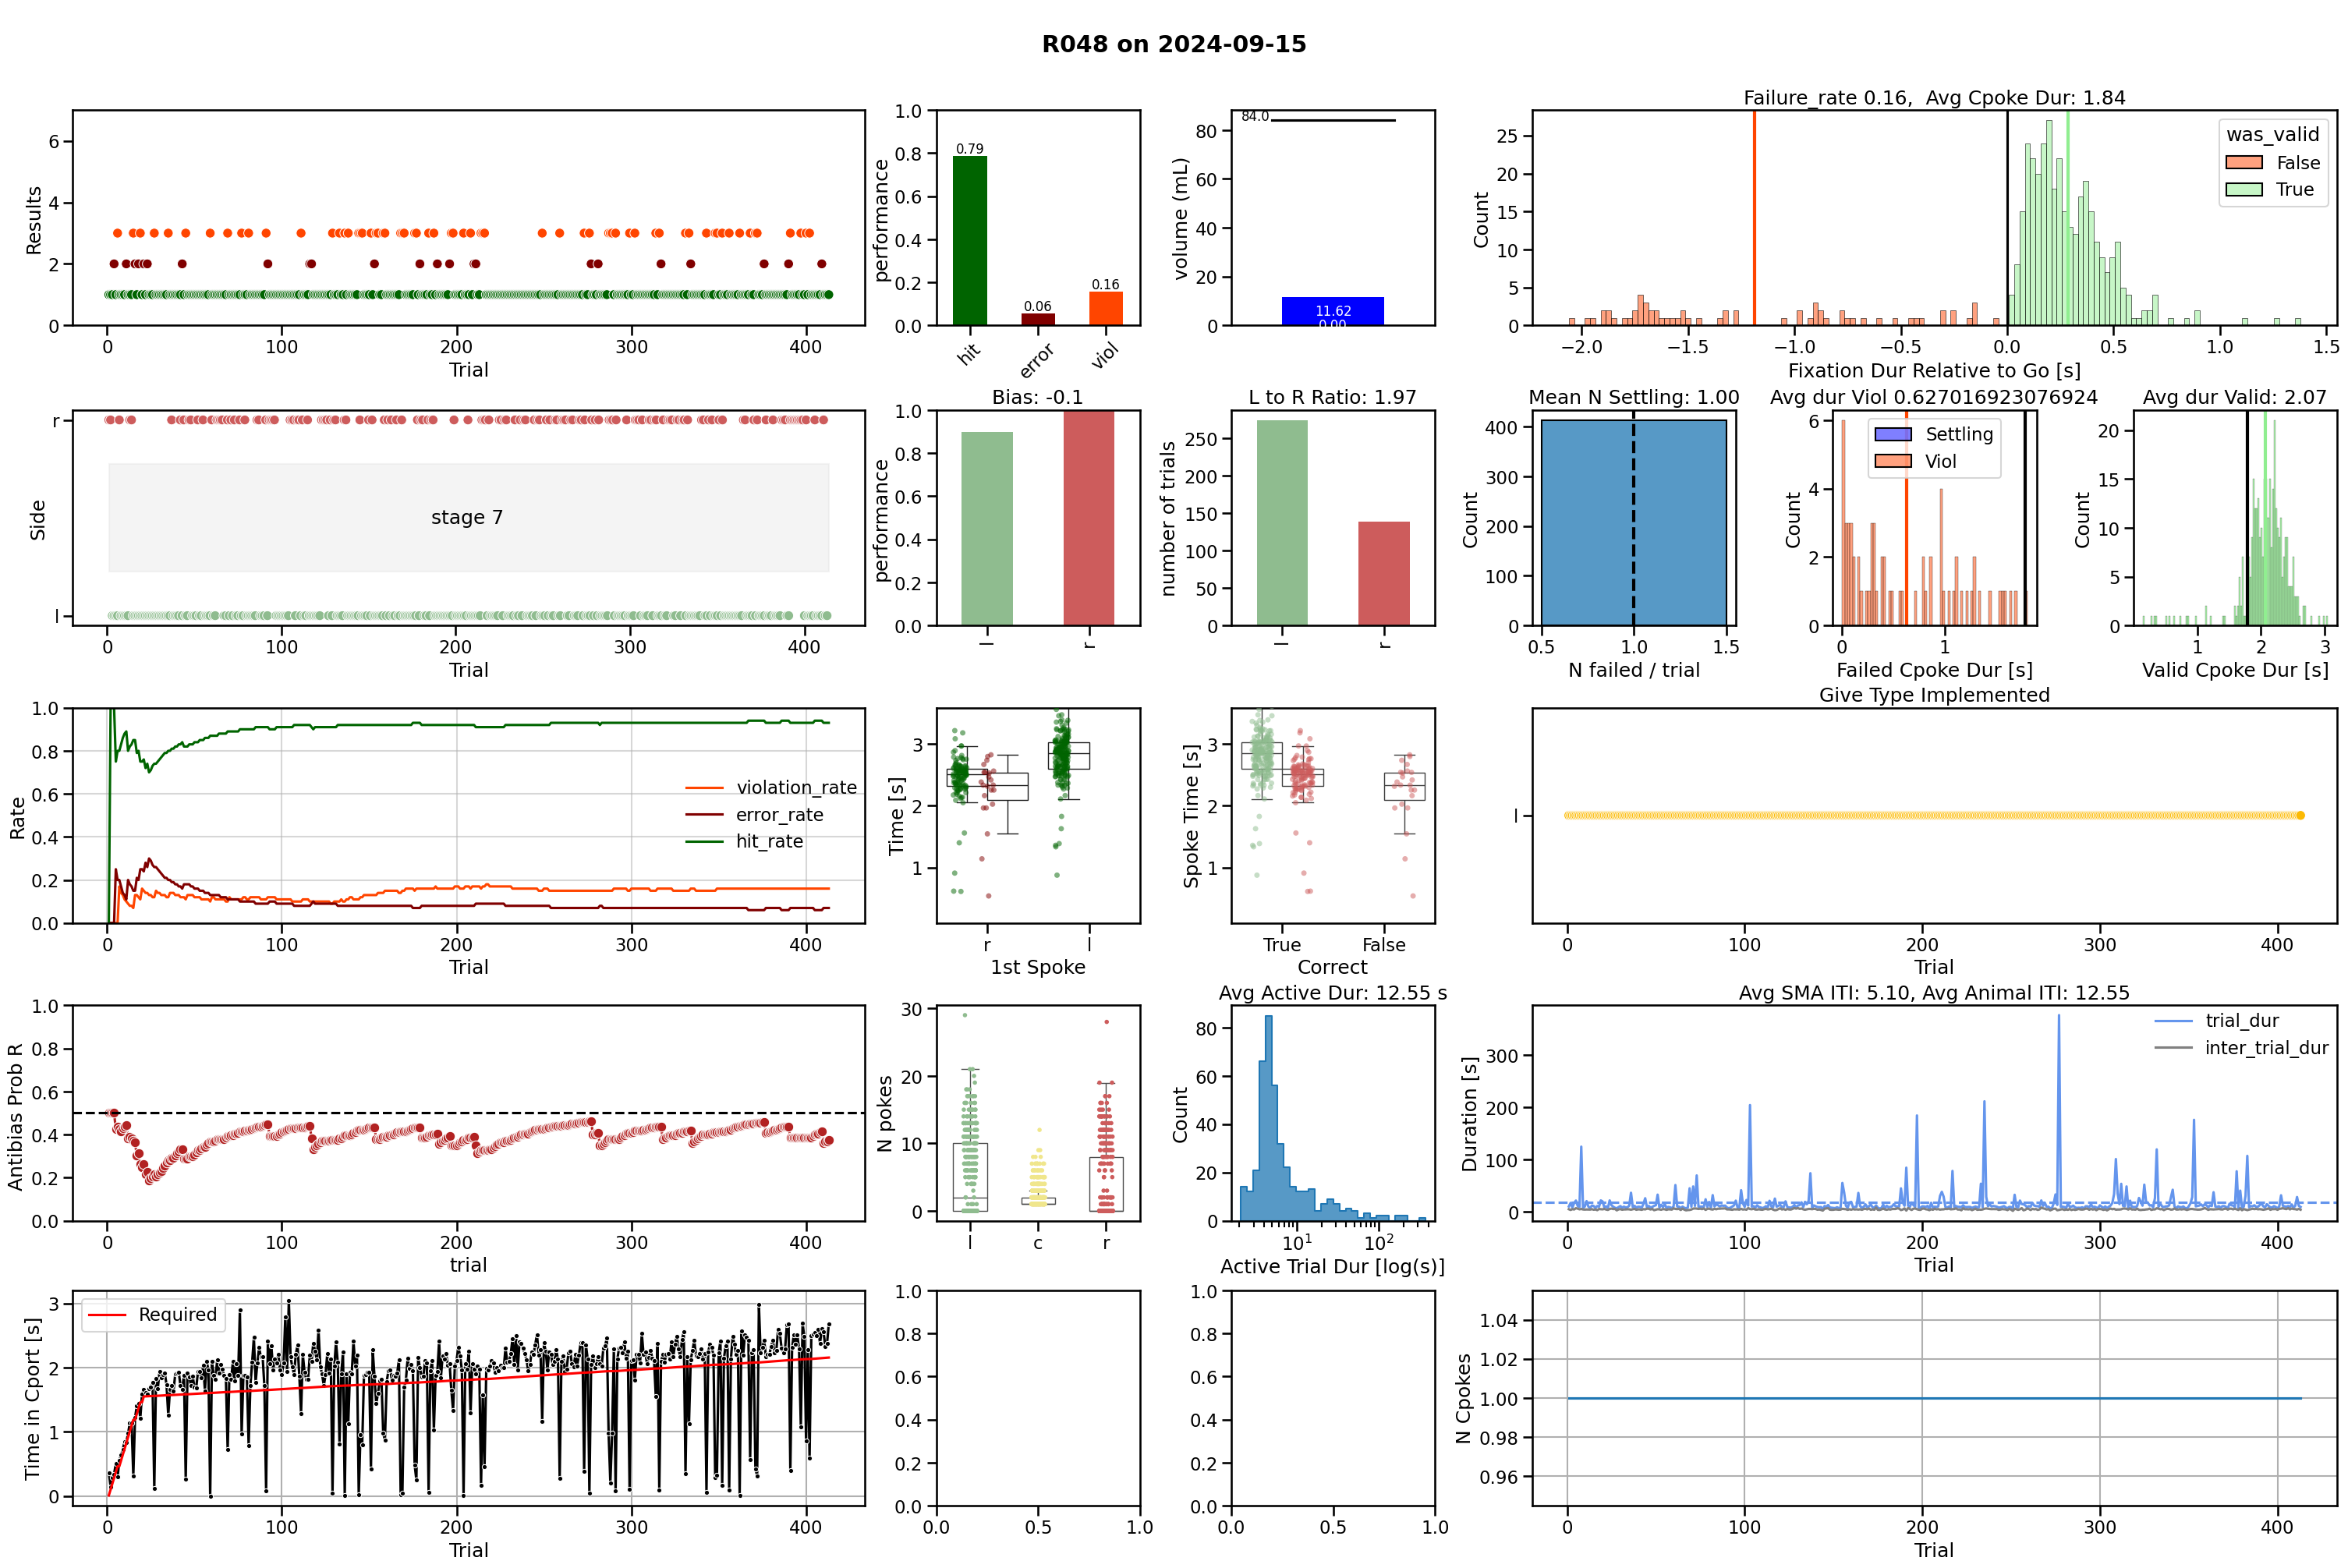 R048 on 2024-09-15
Results
6
4
2
0
0
100
200
300
400
Trial
performance
1.0
0.8
0.6
0.4
0.2
0.0
0.79
0.06
0.16
hit
error
viol
volume (mL)
80
60
40
20
0
84.0
11.62
0.00
Failure_rate 0.16,  Avg Cpoke Dur: 1.84
Count
25
20
15
10
5
0
was_valid
False
True
−2.0
−1.5
−1.0
−0.5
0.0
0.5
1.0
1.5
Fixation Dur Relative to Go [s]
Side
r
l
stage 7
0
100
200
300
400
Trial
Bias: -0.1
performance
1.0
0.8
0.6
0.4
0.2
0.0
l
r
L to R Ratio: 1.97
number of trials
250
200
150
100
50
0
l
r
Mean N Settling: 1.00
Count
400
300
200
100
0
0.5
1.0
1.5
N failed / trial
Avg dur Viol 0.627016923076924
Count
6
4
2
0
Settling
Viol
0
1
Failed Cpoke Dur [s]
Avg dur Valid: 2.07
Count
20
15
10
5
0
1
2
3
Valid Cpoke Dur [s]
Rate
1.0
0.8
0.6
0.4
0.2
0.0
violation_rate
error_rate
hit_rate
0
100
200
300
400
Trial
Time [s]
3
2
1
r
l
1st Spoke
Spoke Time [s]
3
2
1
True
False
Correct
Give Type Implemented
l
0
100
200
300
400
Trial
Antibias Prob R
1.0
0.8
0.6
0.4
0.2
0.0
0
100
200
300
400
trial
N pokes
30
20
10
0
l
c
r
Avg Active Dur: 12.55 s
Count
80
60
40
20
0
10¹
10²
Active Trial Dur [log(s)]
Avg SMA ITI: 5.10, Avg Animal ITI: 12.55
Duration [s]
300
200
100
0
trial_dur
inter_trial_dur
0
100
200
300
400
Trial
Time in Cport [s]
3
2
1
0
Required
0
100
200
300
400
Trial
1.0
0.8
0.6
0.4
0.2
0.0
0.0
0.5
1.0
1.0
0.8
0.6
0.4
0.2
0.0
0.0
0.5
1.0
N Cpokes
1.04
1.02
1.00
0.98
0.96
0
100
200
300
400
Trial